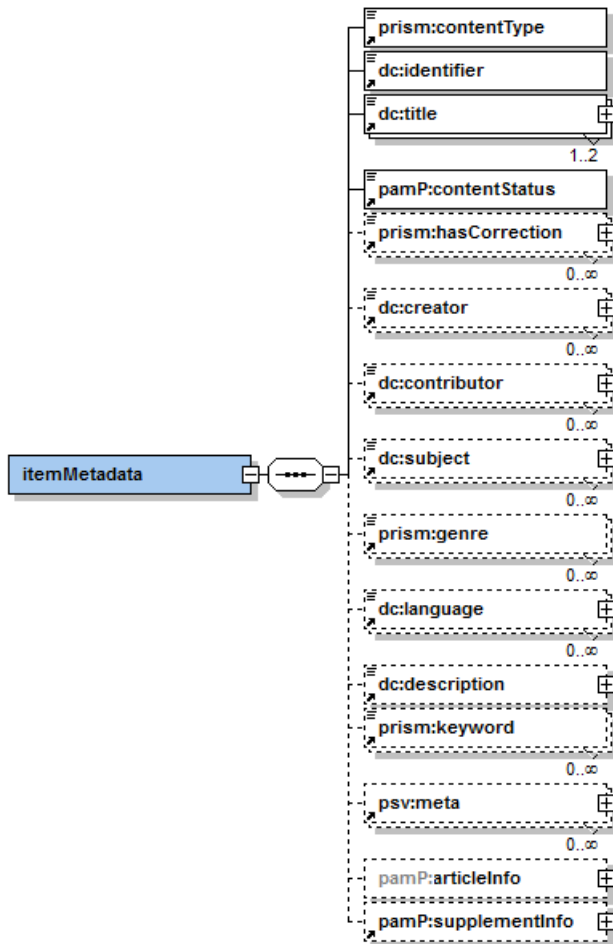 prism:contentType
dc:identifier
dc:title
1..2
pamP:contentStatus
prism:hasCorrection
0..∞
dc:creator
0..∞
dc:contributor
0..∞
itemMetadata
dc:subject
0..∞
prism:genre
0..∞
dc:language
0..∞
dc:description
prism:keyword
0..∞
psv:meta
0..∞
pamP:articleInfo
pamP:supplementInfo